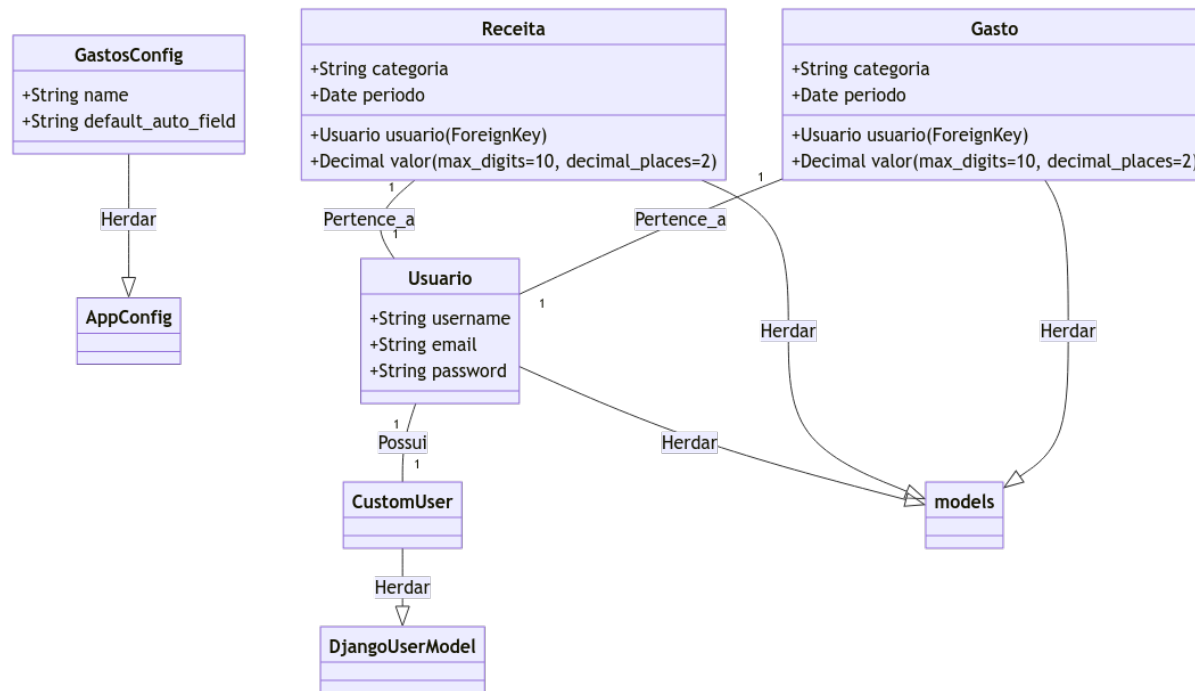 GastosConfig
+String name
+String default_auto_field
Herdar
AppConfig
Receita
+String categoria
+Date periodo
+Usuario usuario(ForeignKey)
+Decimal valor(max_digits=10, decimal_places=2)
Gasto
+String categoria
+Date periodo
+Usuario usuario(ForeignKey)
+Decimal valor(max_digits=10, decimal_places=2)
1
Pertence_a
1
1
Pertence_a
1
Usuario
+String username
+String email
+String password
Herdar
Herdar
Herdar
1
Possui
1
CustomUser
models
Herdar
DjangoUserModel